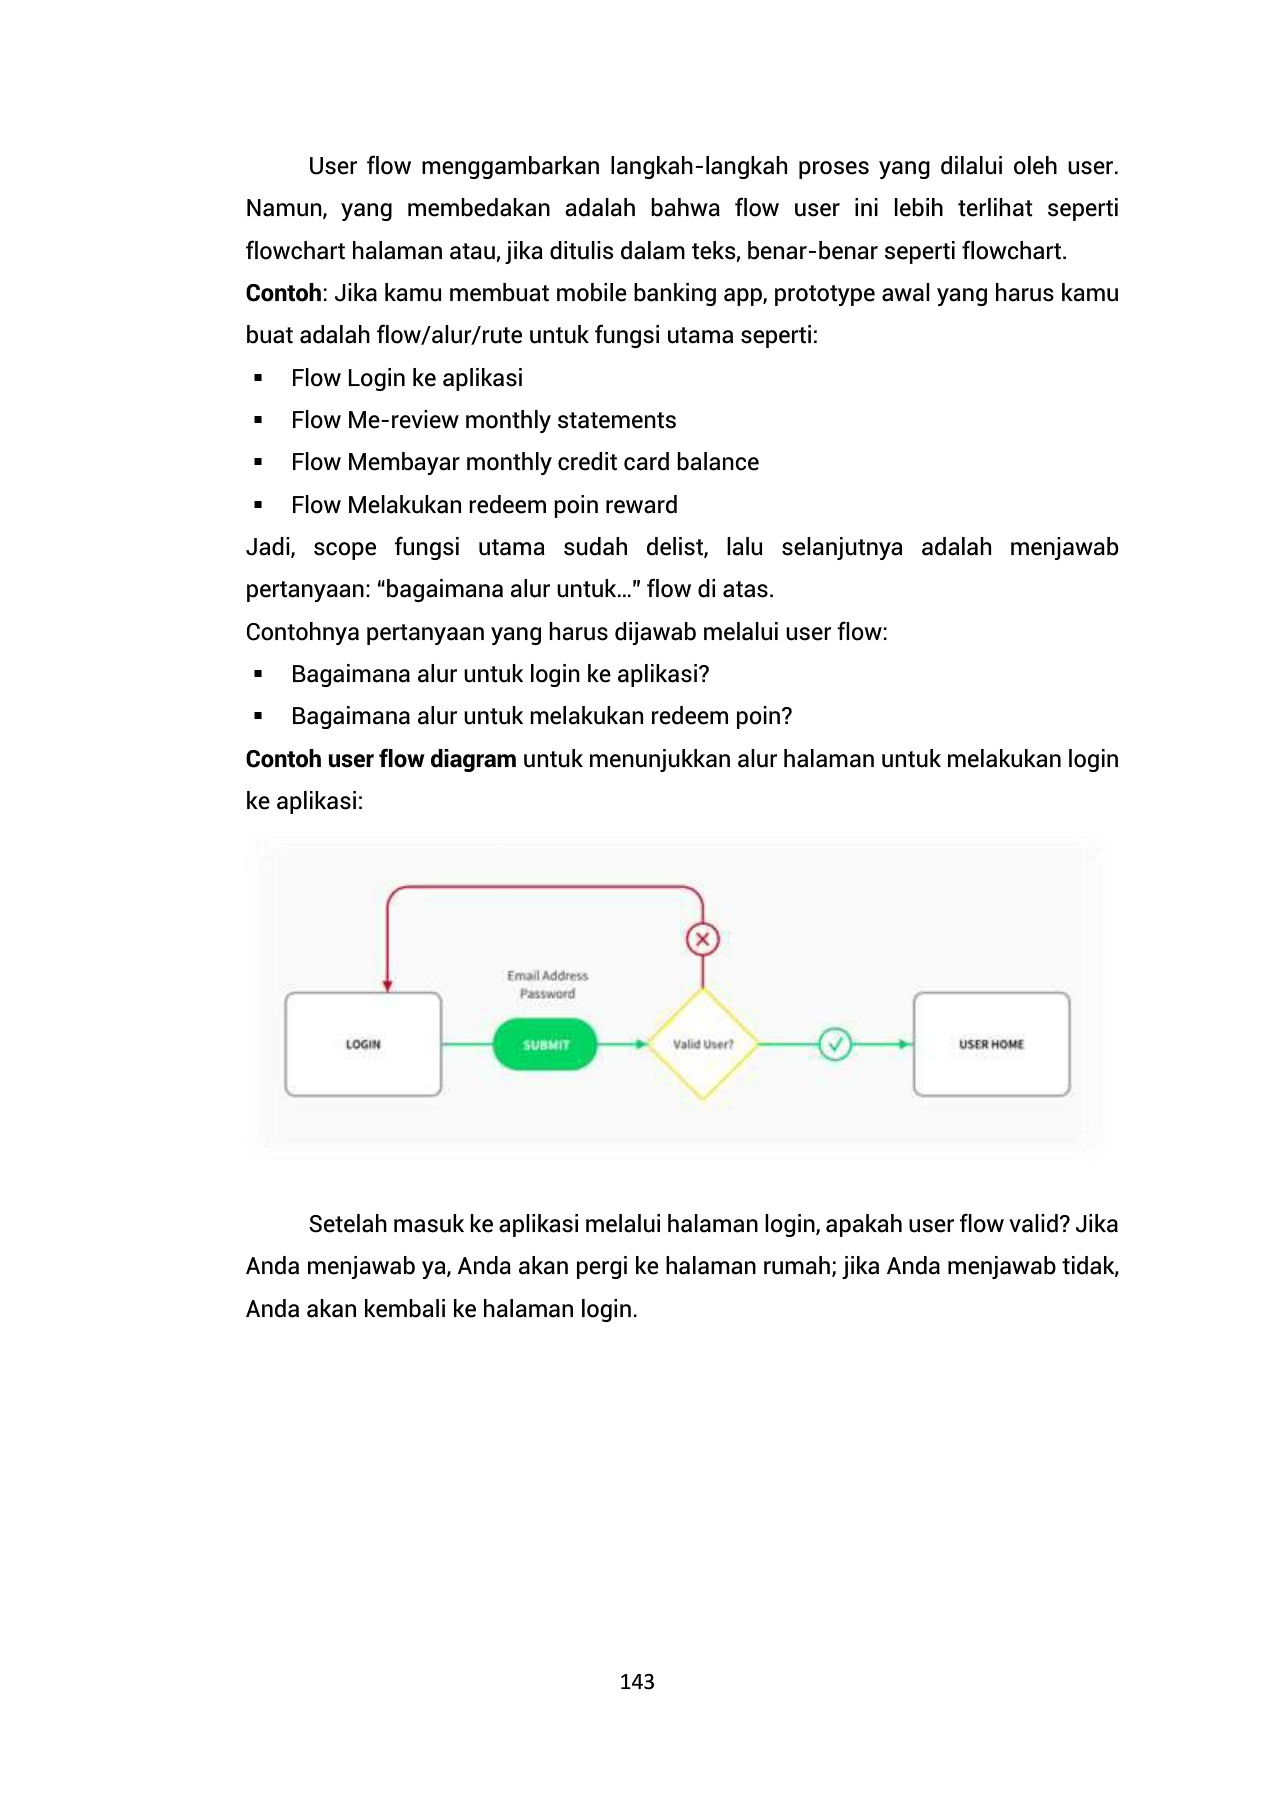 User flow menggambarkan langkah-langkah proses yang dilalui oleh user.
Namun, yang membedakan adalah bahwa flow user ini lebih terlihat seperti
flowchart halaman atau, jika ditulis dalam teks, benar-benar seperti flowchart.
Contoh: Jika kamu membuat mobile banking app, prototype awal yang harus kamu
buat adalah flow/alur/rute untuk fungsi utama seperti:
▪ Flow Login ke aplikasi
▪ Flow Me-review monthly statements
▪ Flow Membayar monthly credit card balance
▪ Flow Melakukan redeem poin reward
Jadi, scope fungsi utama sudah delist, lalu selanjutnya adalah menjawab
pertanyaan: “bagaimana alur untuk…” flow di atas.
Contohnya pertanyaan yang harus dijawab melalui user flow:
▪ Bagaimana alur untuk login ke aplikasi?
▪ Bagaimana alur untuk melakukan redeem poin?
Contoh user flow diagram untuk menunjukkan alur halaman untuk melakukan login
ke aplikasi:
Email Address
Password
LOGIN
SUBMIT
Valid User?
USER HOME
Setelah masuk ke aplikasi melalui halaman login, apakah user flow valid? Jika
Anda menjawab ya, Anda akan pergi ke halaman rumah; jika Anda menjawab tidak,
Anda akan kembali ke halaman login.
143